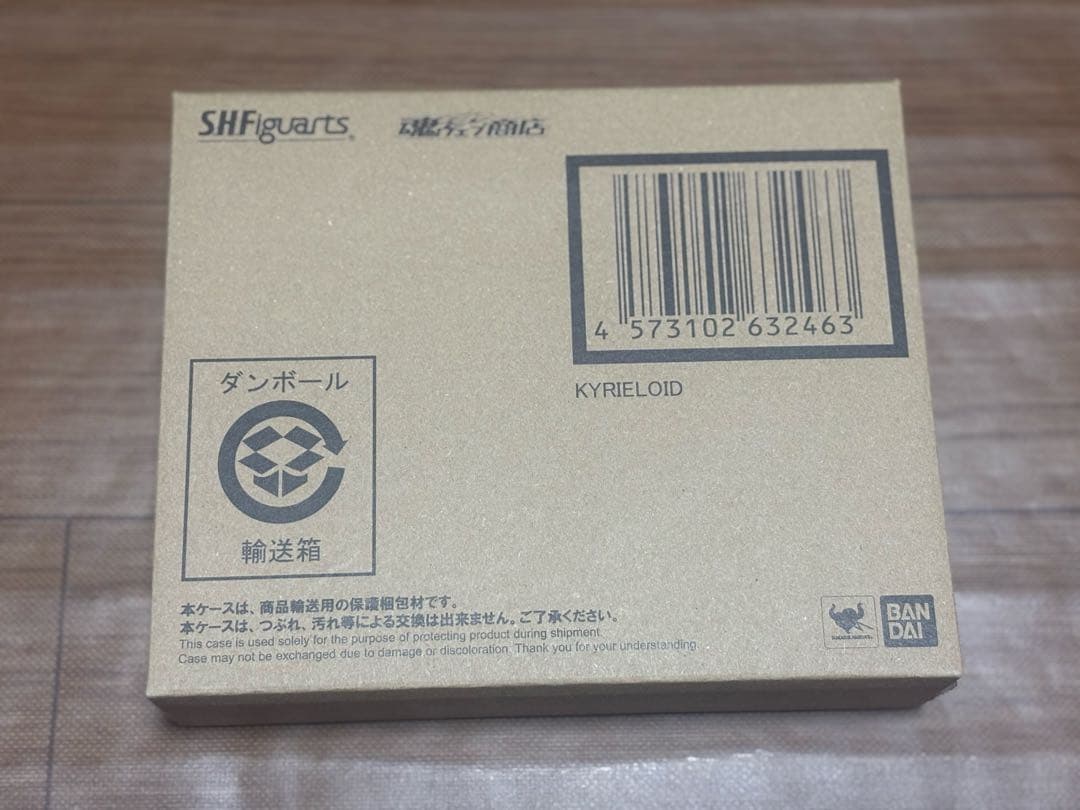 S.H.Figuarts
魂ウェブ商店
4 573102 632463
KYRIELOID
ダンボール
輸送箱
本ケースは、商品輸送用の保護梱包材です。
本ケースは、つぶれ、汚れ等による交換は出来ません。ご了承ください。
This case is used solely for the purpose of protecting product during shipment.
Case may not be exchanged due to damage or discoloration. Thank you for your understanding.
BAN
DAI